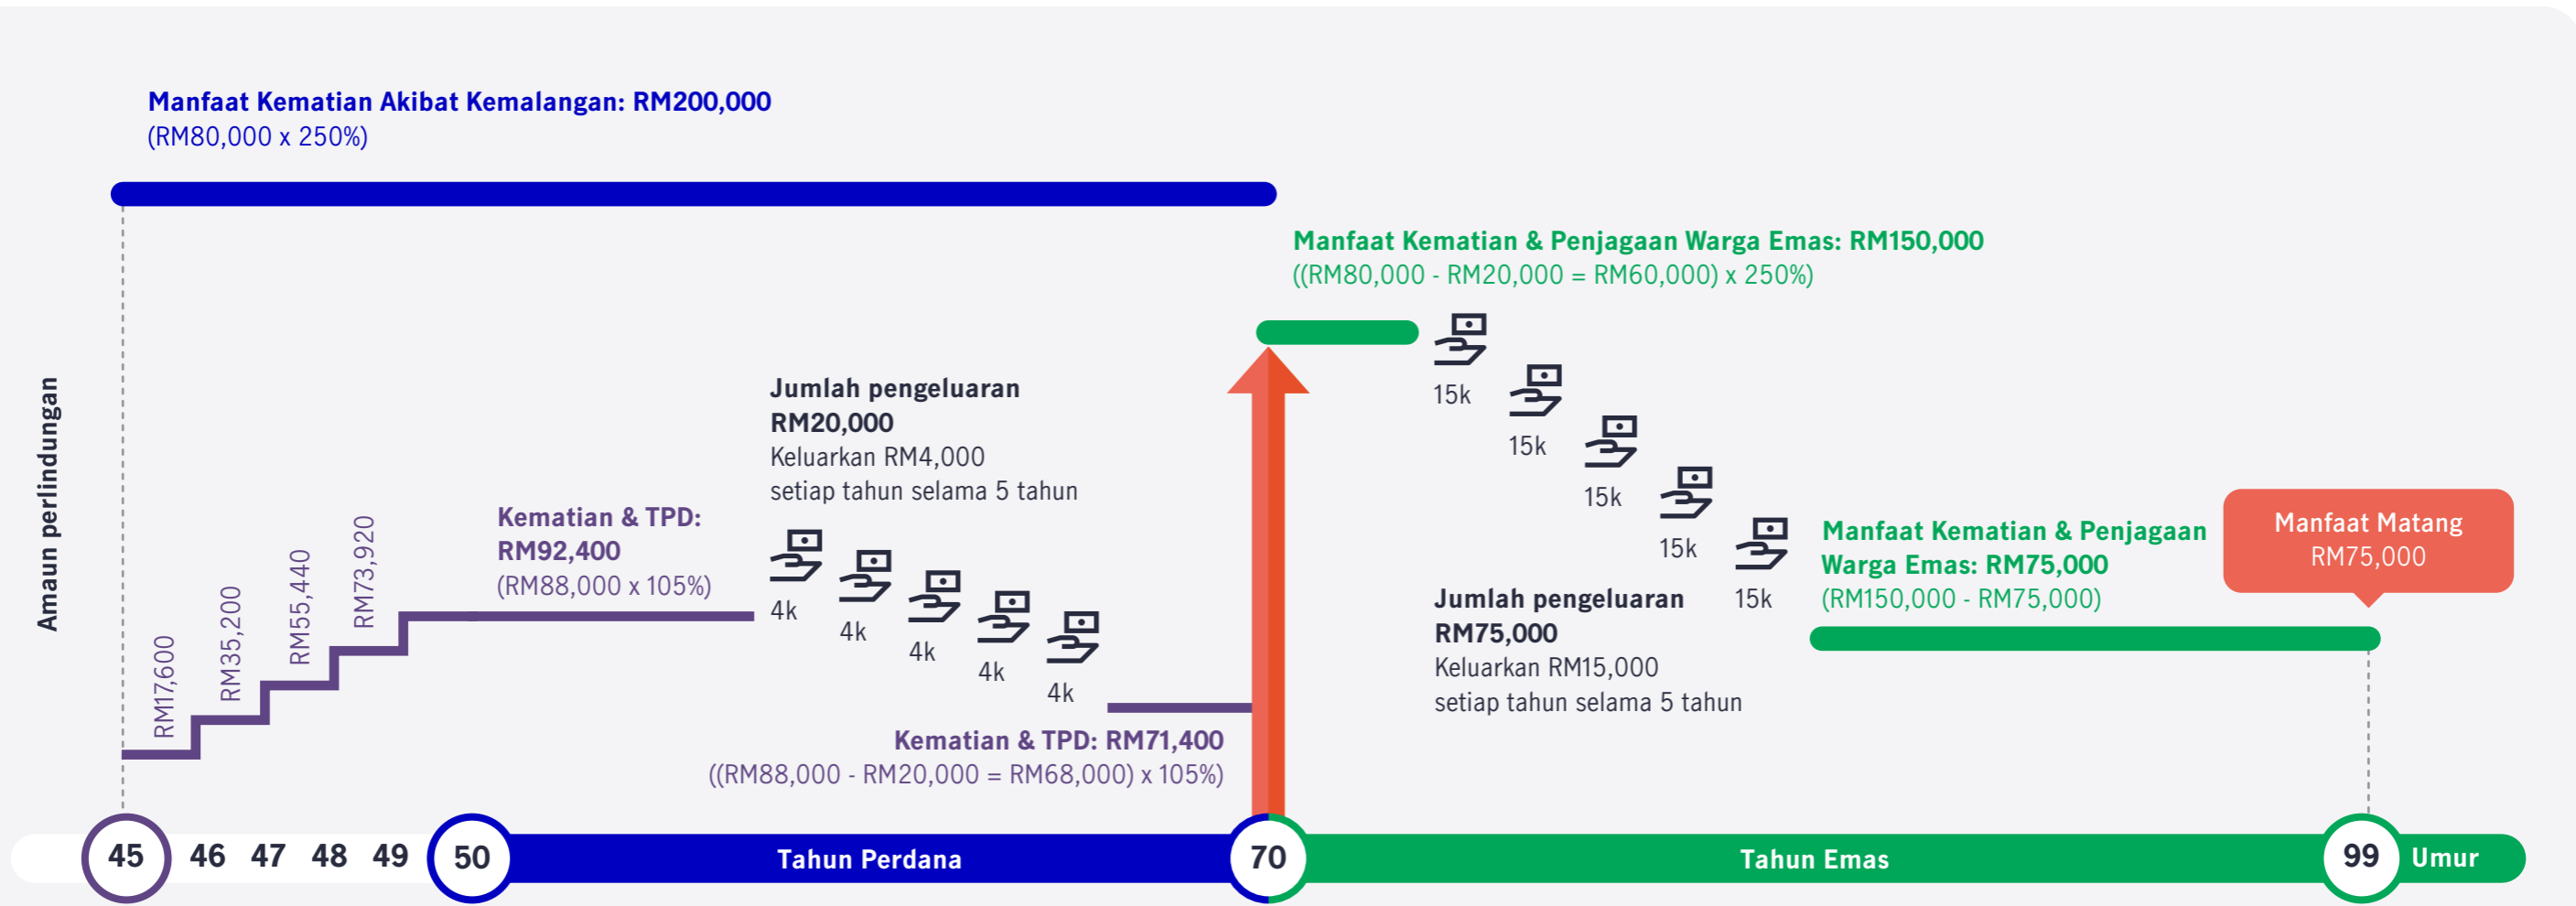 Manfaat Kematian Akibat Kemalangan: RM200,000
(RM80,000 x 250%)
Manfaat Kematian & Penjagaan Warga Emas: RM150,000
((RM80,000 - RM20,000 = RM60,000) x 250%)
Amaun perlindungan
RM17,600
RM35,200
RM55,440
RM73,920
Kematian & TPD:
RM92,400
(RM88,000 x 105%)
Jumlah pengeluaran
RM20,000
Keluarkan RM4,000
setiap tahun selama 5 tahun
4k
4k
4k
4k
4k
Kematian & TPD: RM71,400
((RM88,000 - RM20,000 = RM68,000) x 105%)
15k
15k
15k
15k
15k
Jumlah pengeluaran
RM75,000
Keluarkan RM15,000
setiap tahun selama 5 tahun
Manfaat Kematian & Penjagaan
Warga Emas: RM75,000
(RM150,000 - RM75,000)
Manfaat Matang
RM75,000
45 46 47 48 49 50 Tahun Perdana 70 Tahun Emas 99 Umur